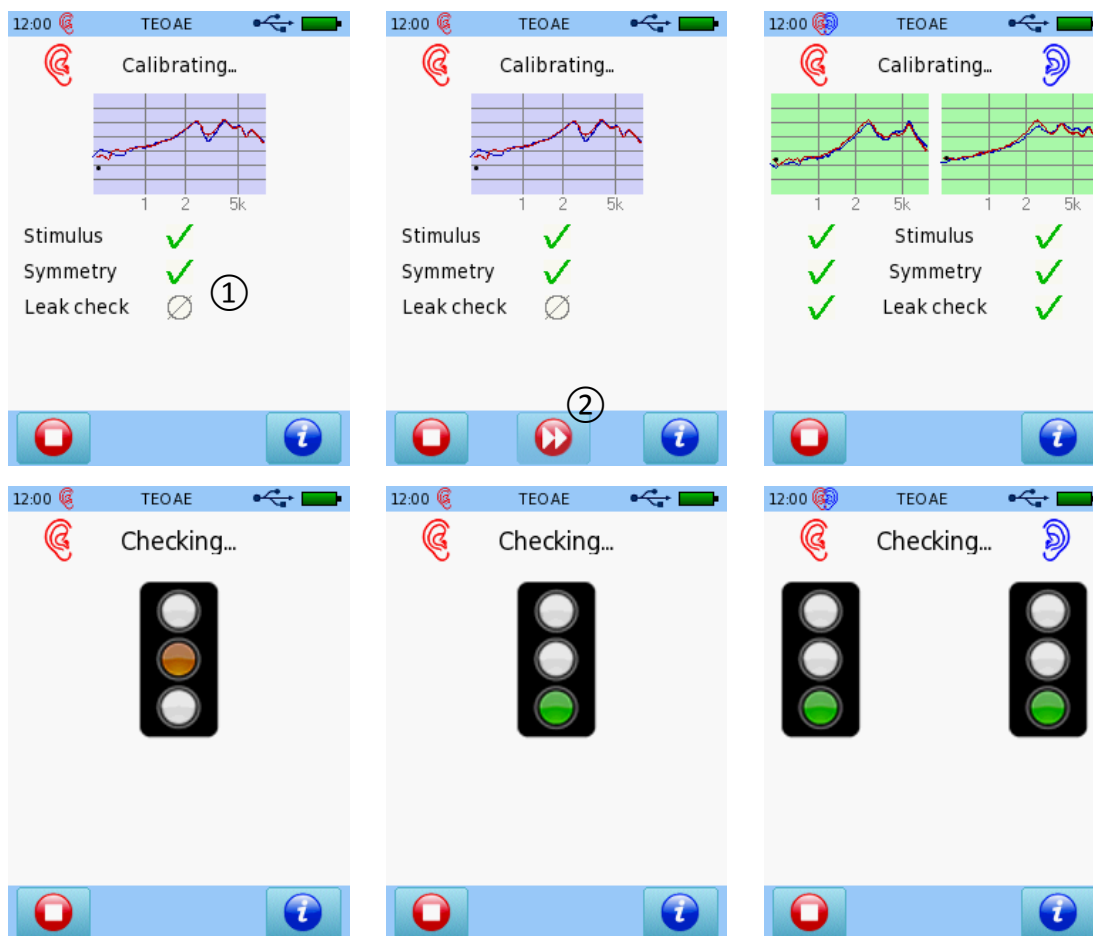 12:00 TEOAE
Calibrating...
1 2 5k
Stimulus
Symmetry
Leak check
①
12:00 TEOAE
Calibrating...
1 2 5k
Stimulus
Symmetry
Leak check
②
i
i
12:00 TEOAE
Calibrating...
1 2 5k 1 2 5k
Stimulus
Symmetry
Leak check
i
12:00 TEOAE
Checking...
i
12:00 TEOAE
Checking...
i
12:00 TEOAE
Checking...
i